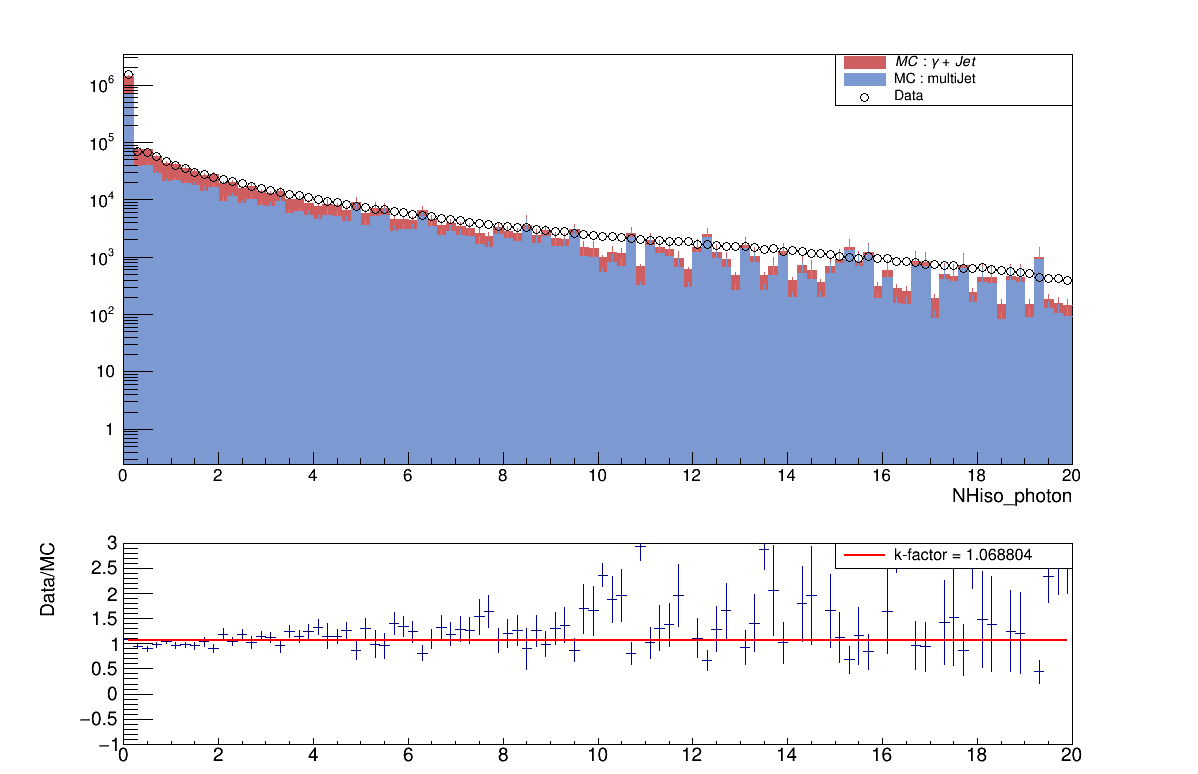 MC : γ + Jet
MC : multiJet
Data
10⁶
10⁵
10⁴
10³
10²
10
1
0 2 4 6 8 10 12 14 16 18 20
NHiso_photon
Data/MC
k-factor = 1.068804
3
2.5
2
1.5
1
0.5
0
−0.5
−1
0 2 4 6 8 10 12 14 16 18 20